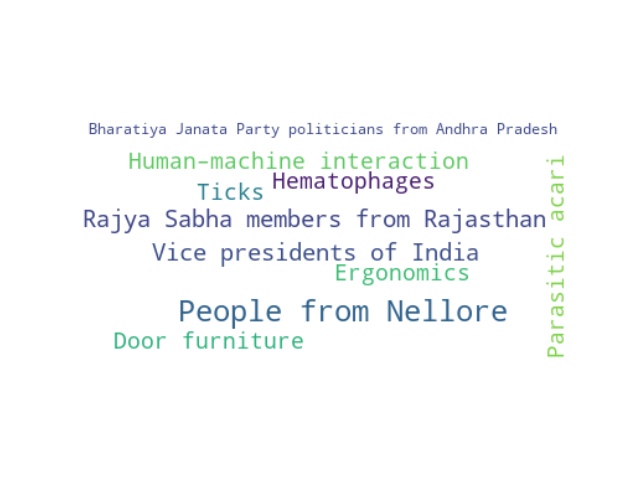 Bharatiya Janata Party politicians from Andhra Pradesh
Human–machine interaction
Hematophages
Ticks
Rajya Sabha members from Rajasthan
Vice presidents of India
Ergonomics
People from Nellore
Door furniture
Parasitic acari